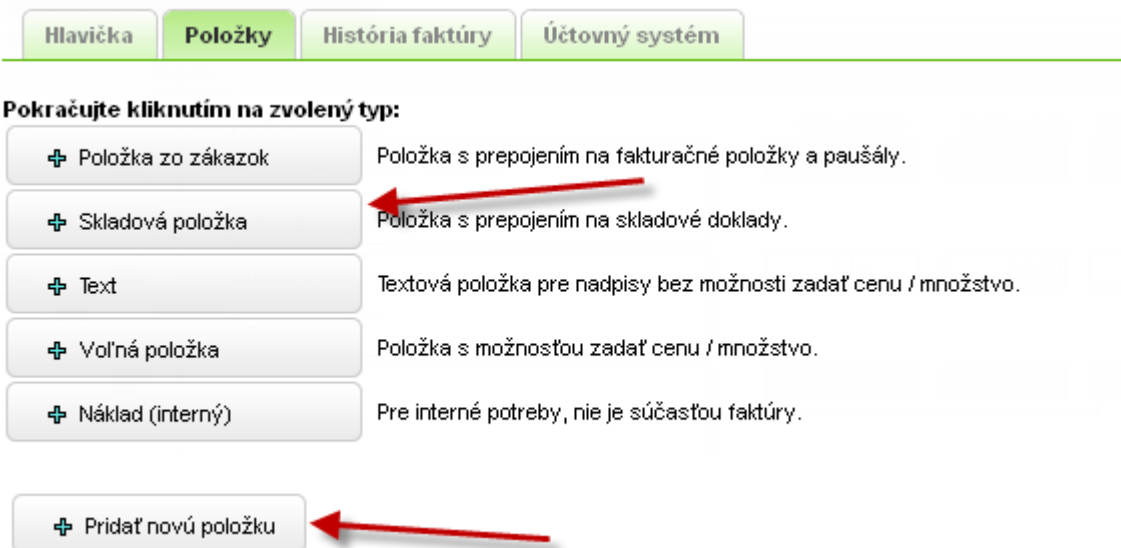 Hlavička Položky História faktúry Účtovný systém
Pokračujte kliknutím na zvolený typ:
Položka zo zákazok Položka s prepojením na fakturačné položky a paušály.
Skladová položka Položka s prepojením na skladové doklady.
Text Textová položka pre nadpisy bez možnosti zadať cenu / množstvo.
Voľná položka Položka s možnosťou zadať cenu / množstvo.
Náklad (interný) Pre interné potreby, nie je súčasťou faktúry.
Pridať novú položku